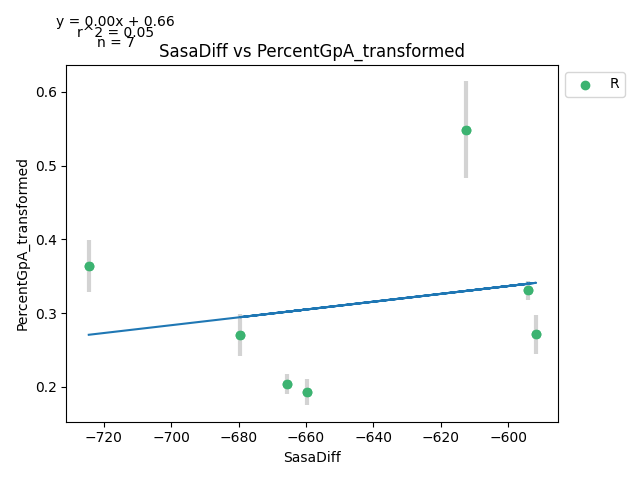 y = 0.00x + 0.66
r^2 = 0.05
n = 7
SasaDiff vs PercentGpA_transformed
R
PercentGpA_transformed
0.6
0.5
0.4
0.3
0.2
−720 −700 −680 −660 −640 −620 −600
SasaDiff